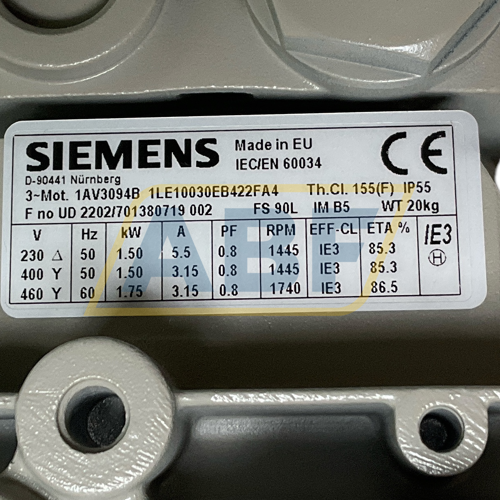 SIEMENS
Made in EU
IEC/EN 60034
CE
D-90441 Nürnberg
3~Mot. 1AV3094B 1LE10030EB422FA4 Th.Cl. 155(F) IP55
F no UD 2202/701380719 002 FS 90L IM B5 WT 20kg
V Hz kW A PF RPM EFF-CL ETA % IE3
230 Δ 50 1.50 5.5 0.8 1445 IE3 85.3 H
400 Y 50 1.50 3.15 0.8 1445 IE3 85.3
460 Y 60 1.75 3.15 0.8 1740 IE3 86.5
ABF